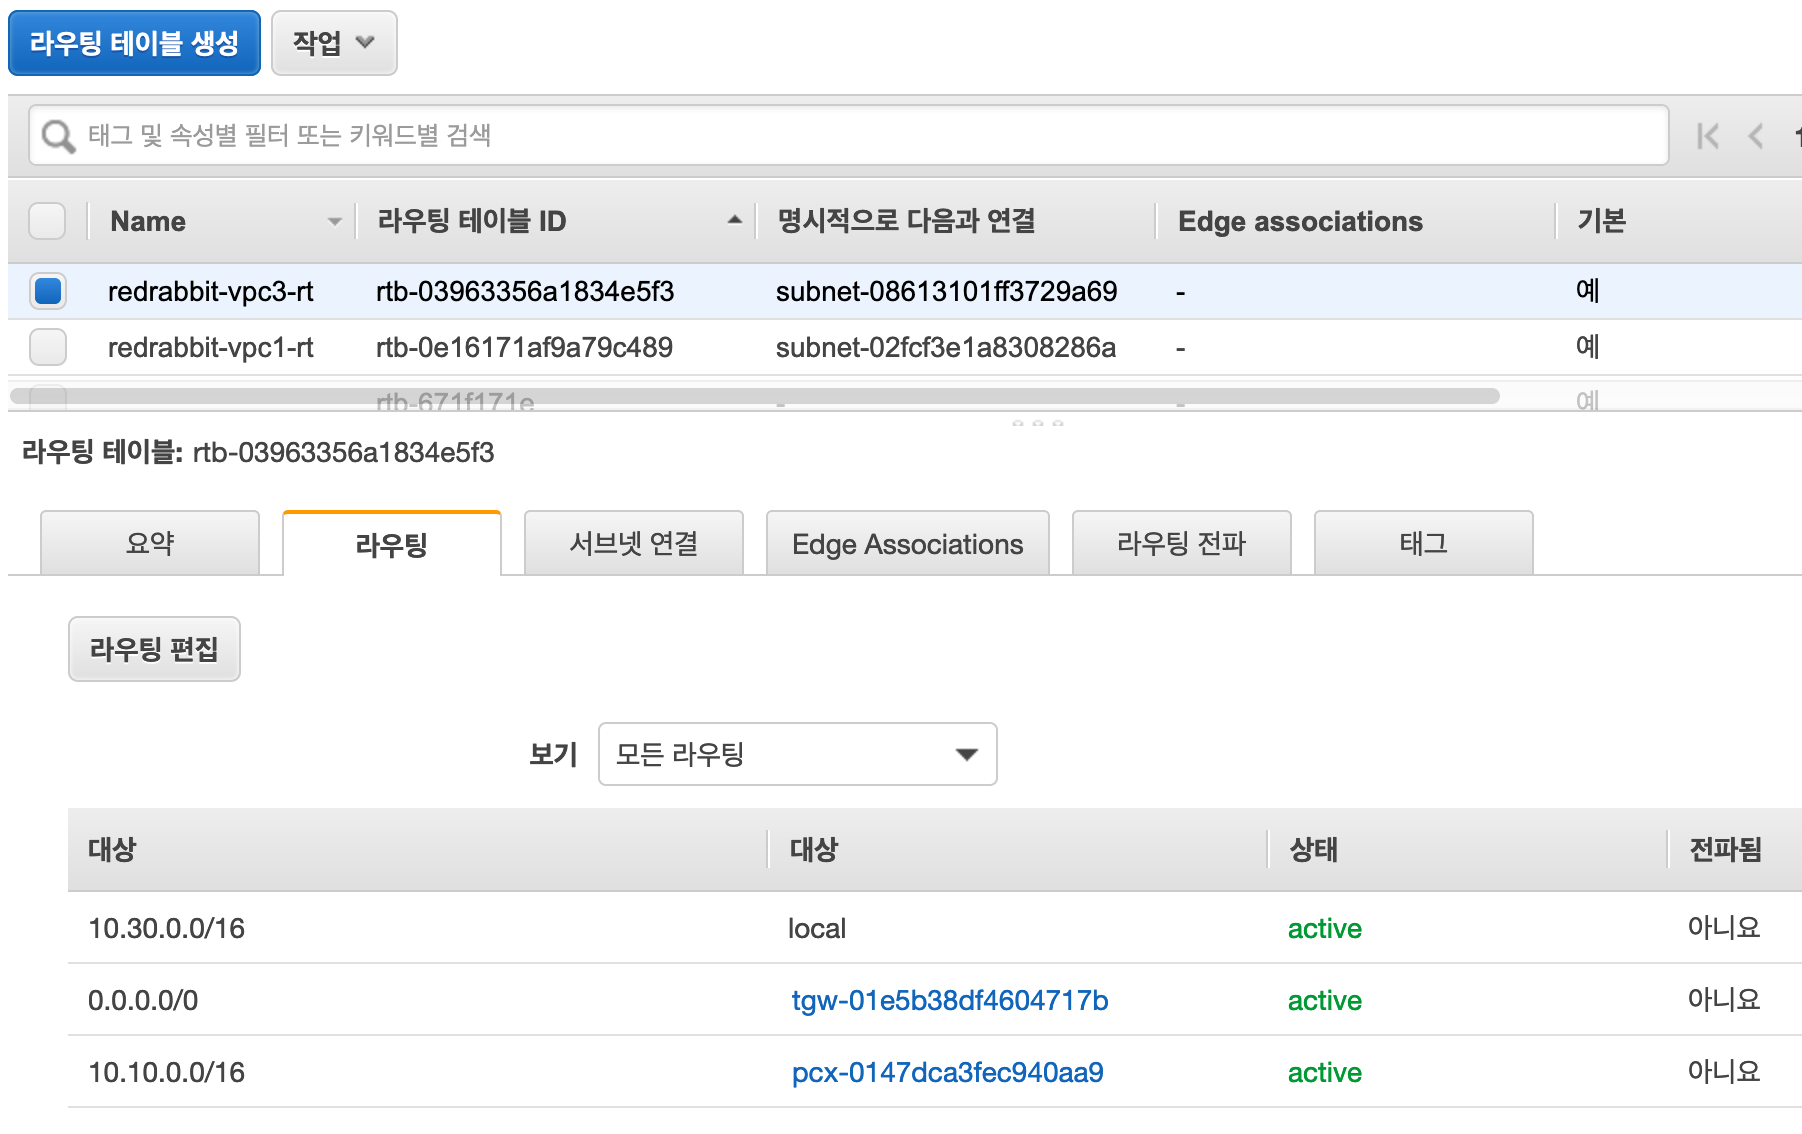 라우팅 테이블 생성 작업
태그 및 속성별 필터 또는 키워드별 검색
Name 라우팅 테이블 ID 명시적으로 다음과 연결 Edge associations 기본
redrabbit-vpc3-rt rtb-03963356a1834e5f3 subnet-08613101ff3729a69 - 예
redrabbit-vpc1-rt rtb-0e16171af9a79c489 subnet-02fcf3e1a8308286a - 예
rtb-671f171e - - 예
라우팅 테이블: rtb-03963356a1834e5f3
요약 라우팅 서브넷 연결 Edge Associations 라우팅 전파 태그
라우팅 편집
보기 모든 라우팅
대상 대상 상태 전파됨
10.30.0.0/16 local active 아니요
0.0.0.0/0 tgw-01e5b38df4604717b active 아니요
10.10.0.0/16 pcx-0147dca3fec940aa9 active 아니요